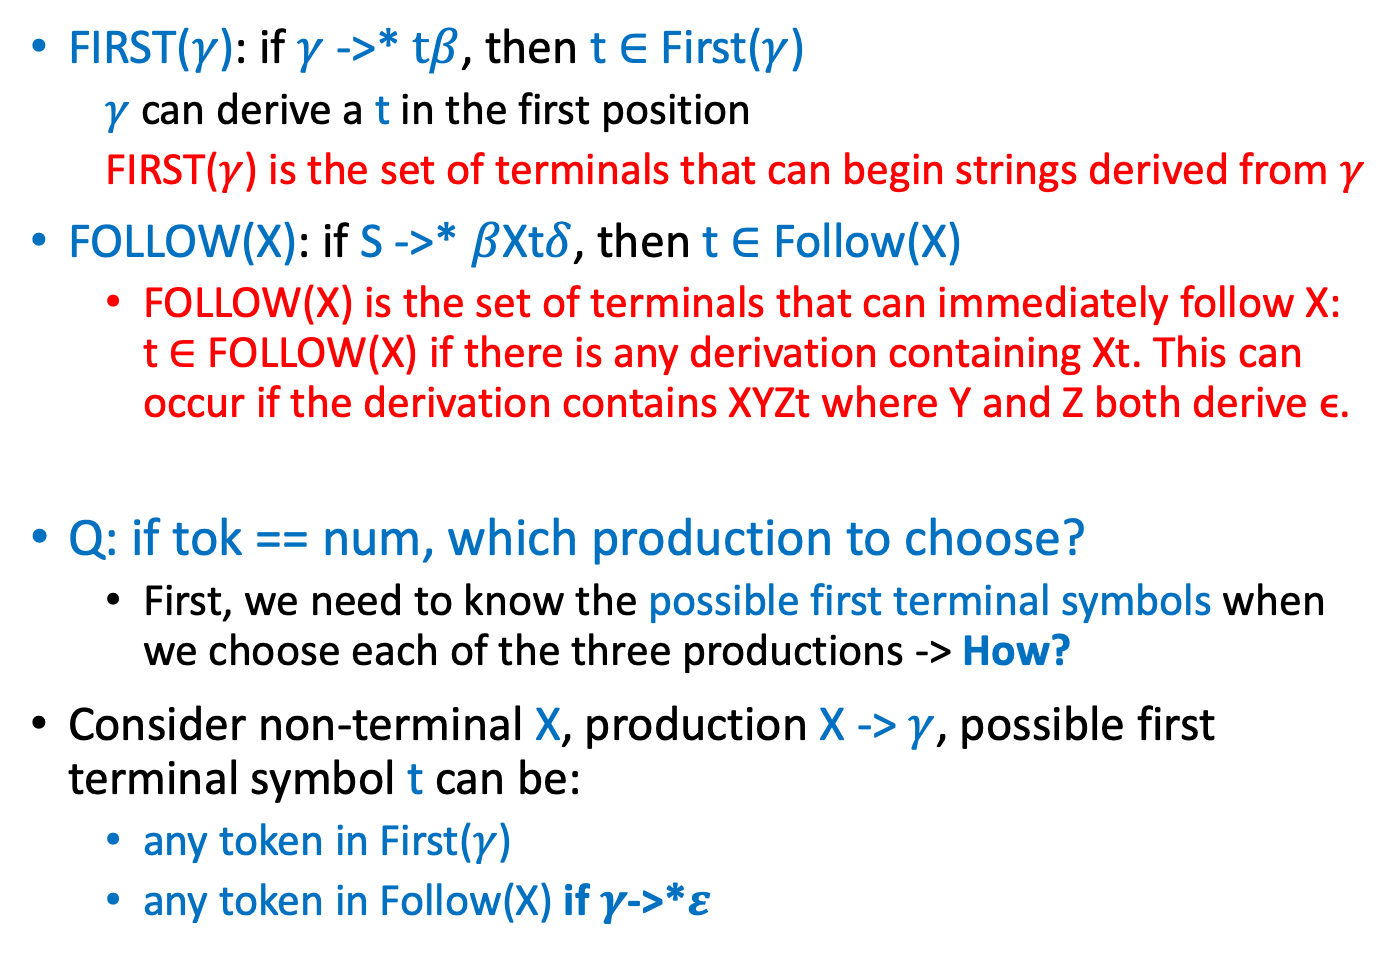 • FIRST(γ): if γ ->* tβ, then t ∈ First(γ)
γ can derive a t in the first position
FIRST(γ) is the set of terminals that can begin strings derived from γ
• FOLLOW(X): if S ->* βXtδ, then t ∈ Follow(X)
• FOLLOW(X) is the set of terminals that can immediately follow X:
t ∈ FOLLOW(X) if there is any derivation containing Xt. This can
occur if the derivation contains XYZt where Y and Z both derive ϵ.
• Q: if tok == num, which production to choose?
• First, we need to know the possible first terminal symbols when
we choose each of the three productions -> How?
• Consider non-terminal X, production X -> γ, possible first
terminal symbol t can be:
• any token in First(γ)
• any token in Follow(X) if γ->*ε